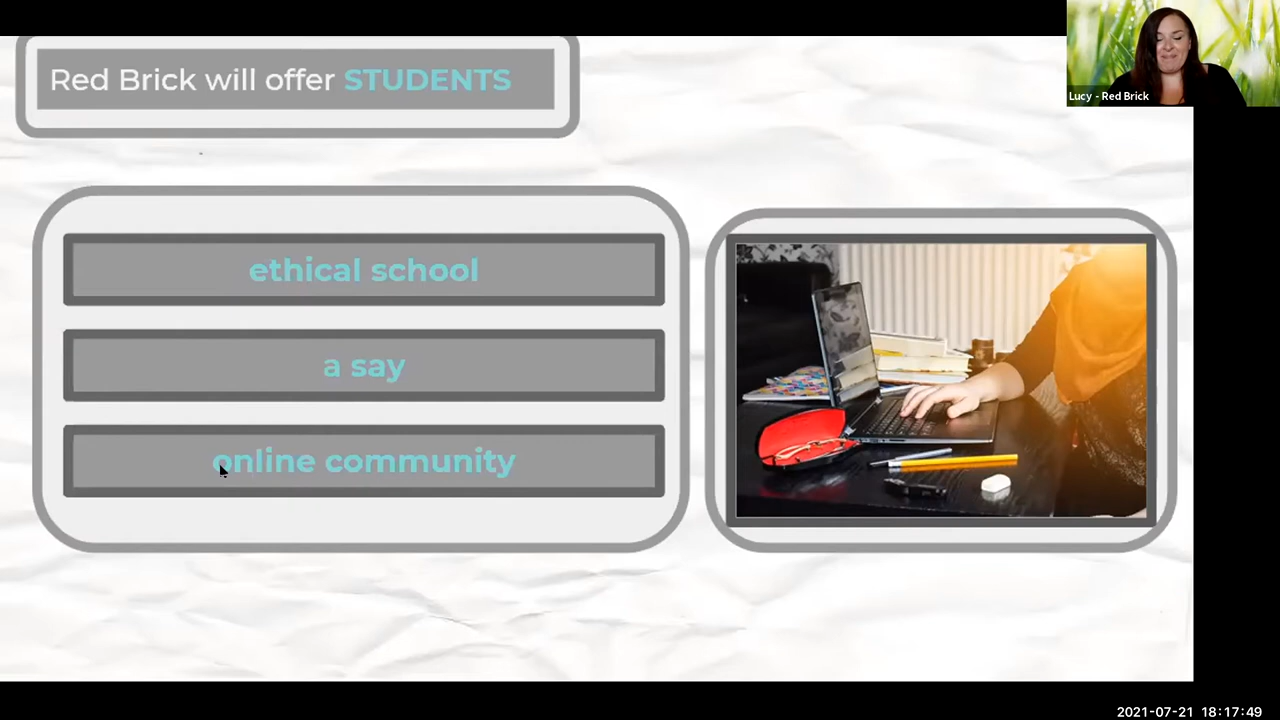 Red Brick will offer STUDENTS
Lucy - Red Brick
ethical school
a say
online community
2021-07-21 18:17:49